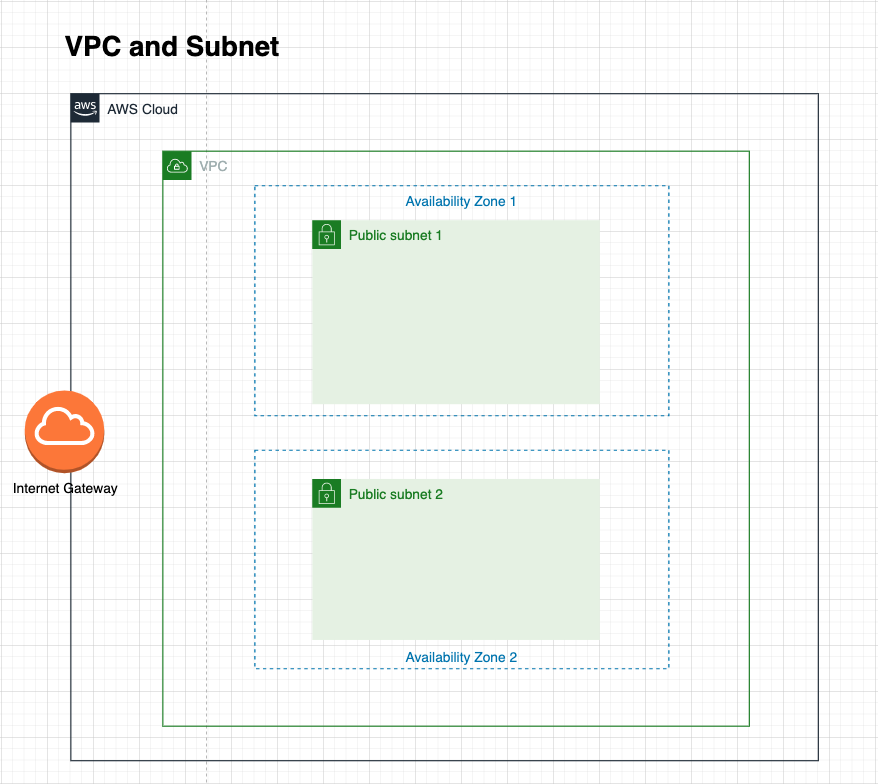 VPC and Subnet
aws
AWS Cloud
VPC
Availability Zone 1
Public subnet 1
Internet Gateway
Public subnet 2
Availability Zone 2